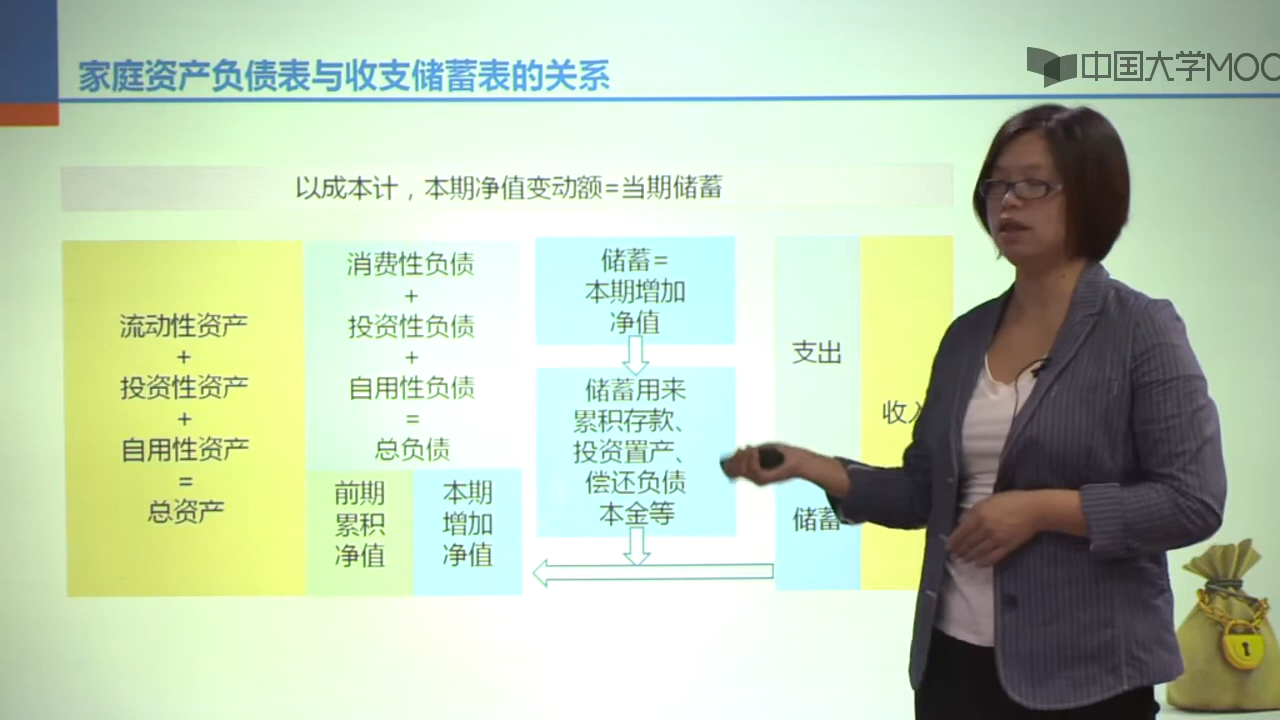 家庭资产负债表与收支储蓄表的关系
中国大学MOO
以成本计，本期净值变动额=当期储蓄
流动性资产
+
投资性资产
+
自用性资产
=
总资产
消费性负债
+
投资性负债
+
自用性负债
=
总负债
前期
累积
净值
本期
增加
净值
储蓄=
本期增加
净值
储蓄用来
累积存款、
投资置产、
偿还负债
本金等
支出
储蓄
收入